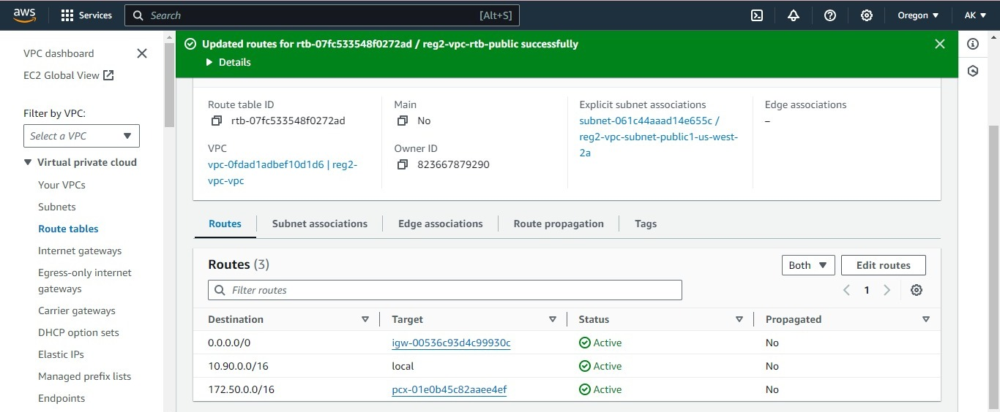 aws Services Search [Alt+S] Oregon AK
VPC dashboard
EC2 Global View
Filter by VPC:
Select a VPC
Virtual private cloud
Your VPCs
Subnets
Route tables
Internet gateways
Egress-only internet
gateways
Carrier gateways
DHCP option sets
Elastic IPs
Managed prefix lists
Endpoints
Updated routes for rtb-07fc533548f0272ad / reg2-vpc-rtb-public successfully
Details
Route table ID
rtb-07fc533548f0272ad
VPC
vpc-0fdad1adbef10d1d6 | reg2-
vpc-vpc
Main
No
Owner ID
823667879290
Explicit subnet associations
subnet-061c44aaad14e655c /
reg2-vpc-subnet-public1-us-west-
2a
Edge associations
–
Routes Subnet associations Edge associations Route propagation Tags
Routes (3) Both Edit routes
Filter routes 1
Destination Target Status Propagated
0.0.0.0/0 igw-00536c93d4c99930c Active No
10.90.0.0/16 local Active No
172.50.0.0/16 pcx-01e0b45c82aaee4ef Active No